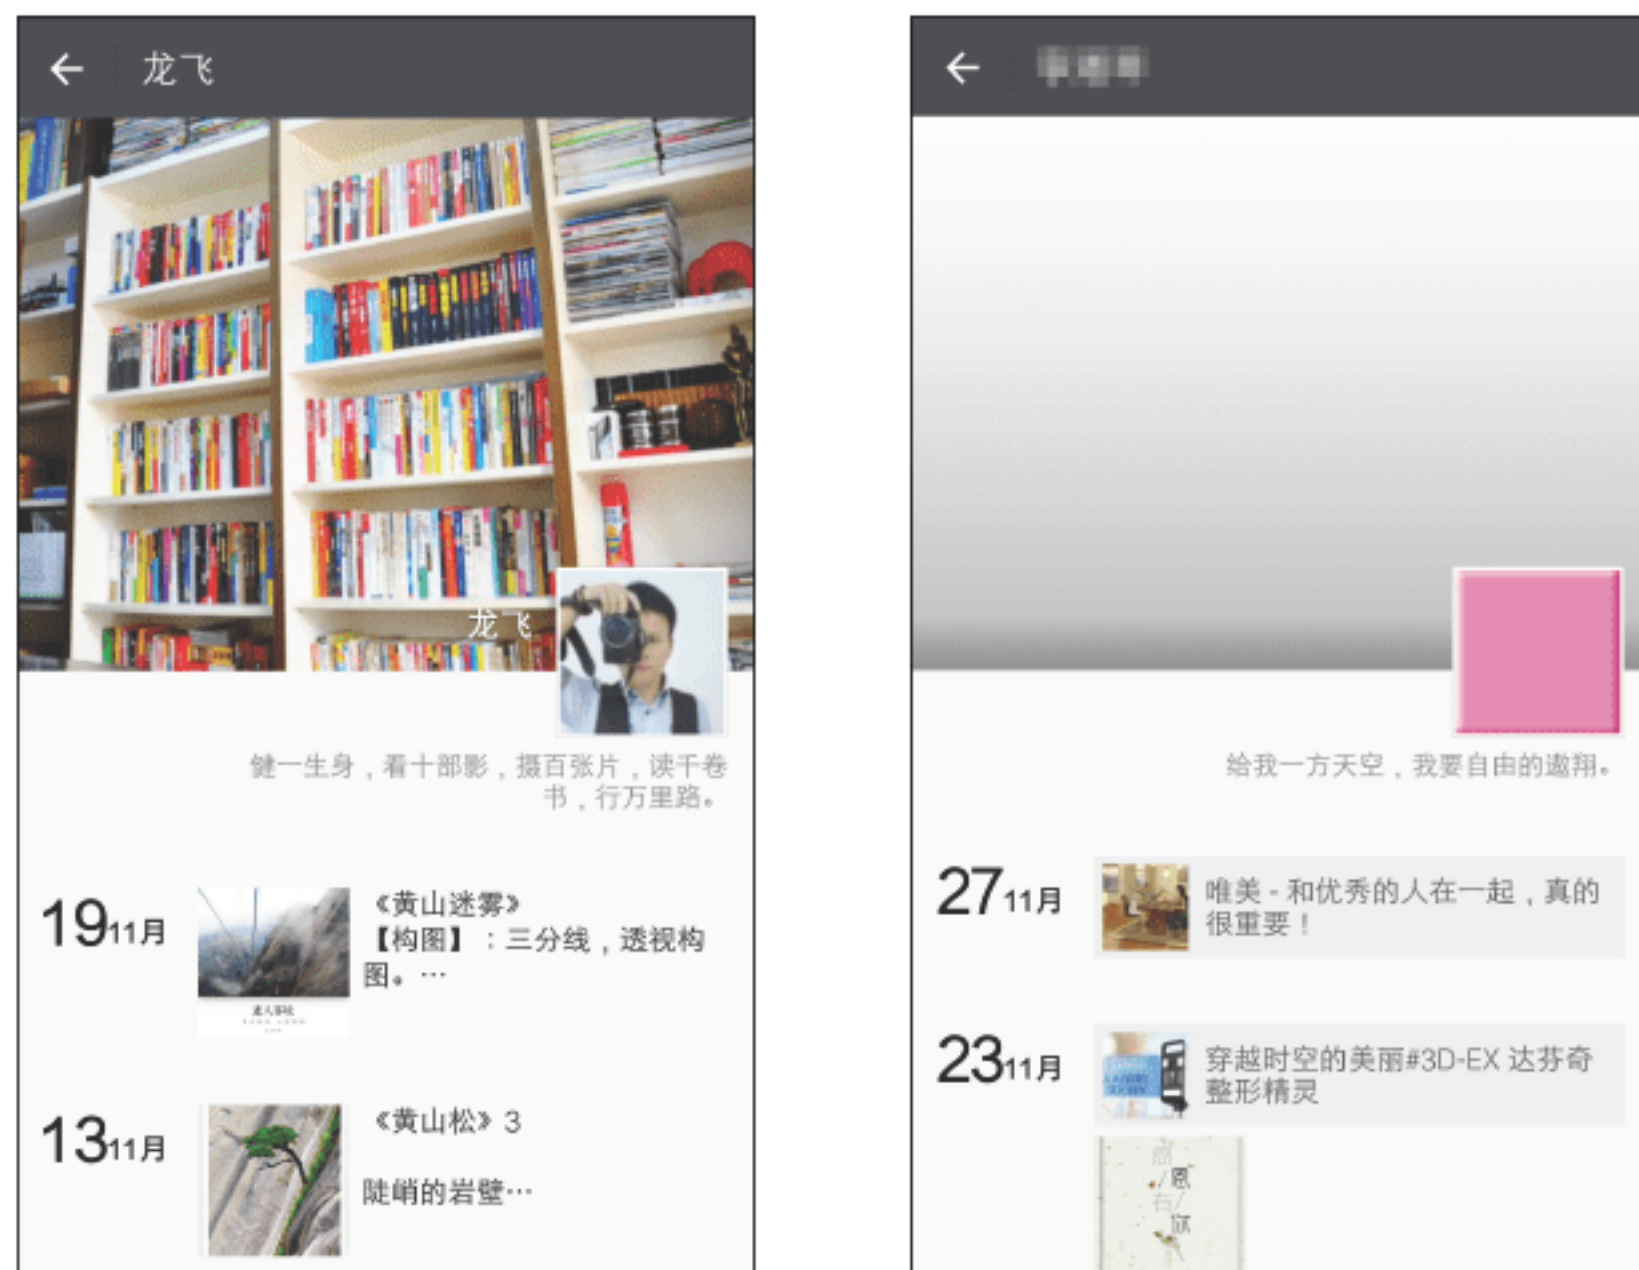 龙飞
龙飞
健一生身，看十部影，摄百张片，读千卷
书，行万里路。
19 11月
《黄山迷雾》
【构图】：三分线，透视构
图。…
13 11月
《黄山松》3
陡峭的岩壁…
给我一方天空，我要自由的遨翔。
27 11月
唯美 - 和优秀的人在一起，真的
很重要！
23 11月
穿越时空的美丽#3D-EX 达芬奇
整形精灵